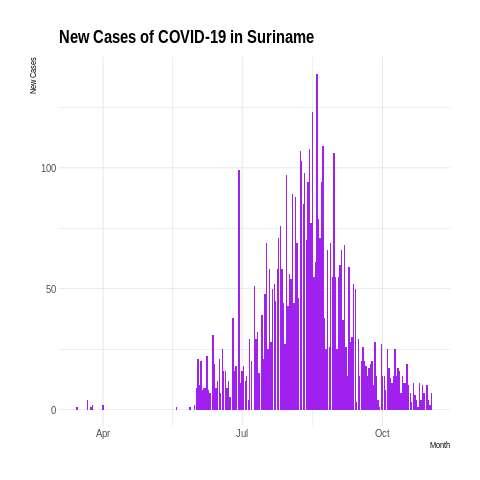 New Cases of COVID-19 in Suriname
New Cases
100
50
0
Apr
Jul
Oct
Month